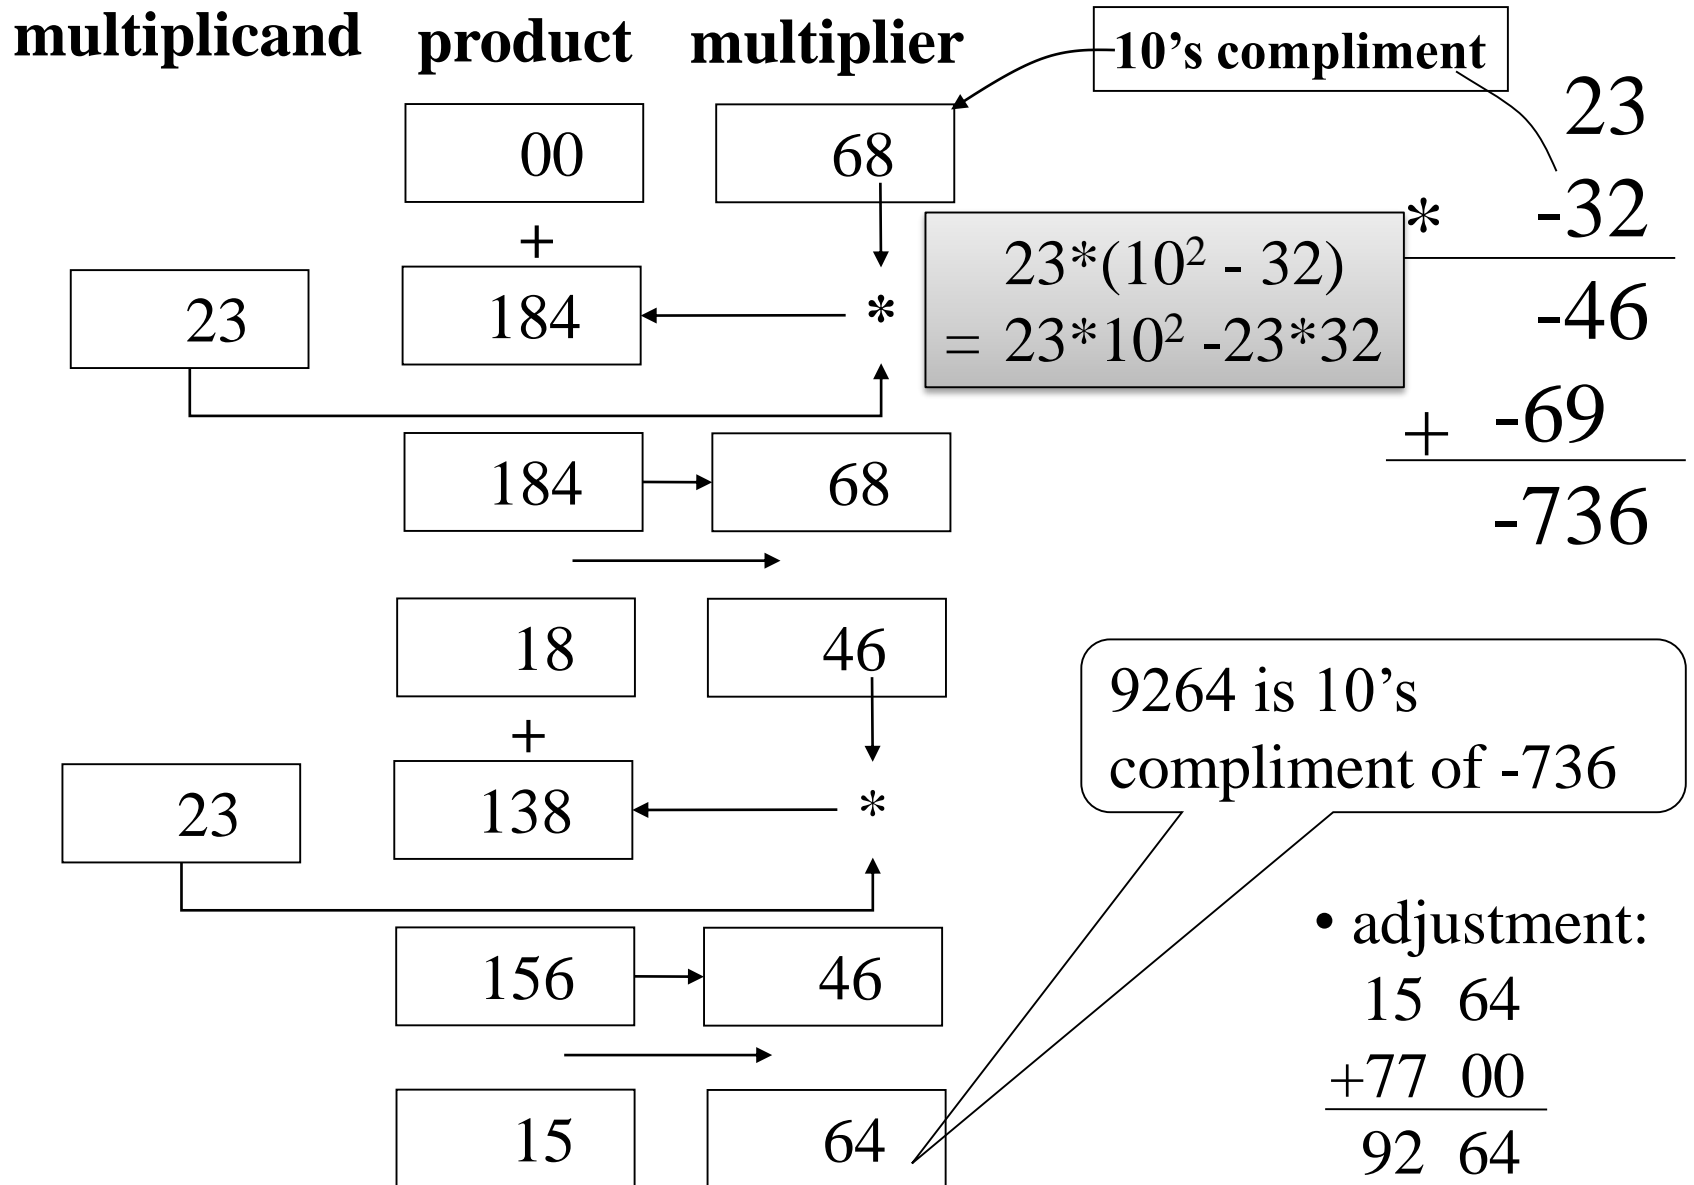 multiplicand product multiplier
10’s compliment
00 68
+
23 184 *
184 68
18 46
+
23 138 *
156 46
15 64
23*(10² - 32)
= 23*10² -23*32
23
* -32
-46
+ -69
-736
9264 is 10’s
compliment of -736
• adjustment:
15 64
+77 00
92 64